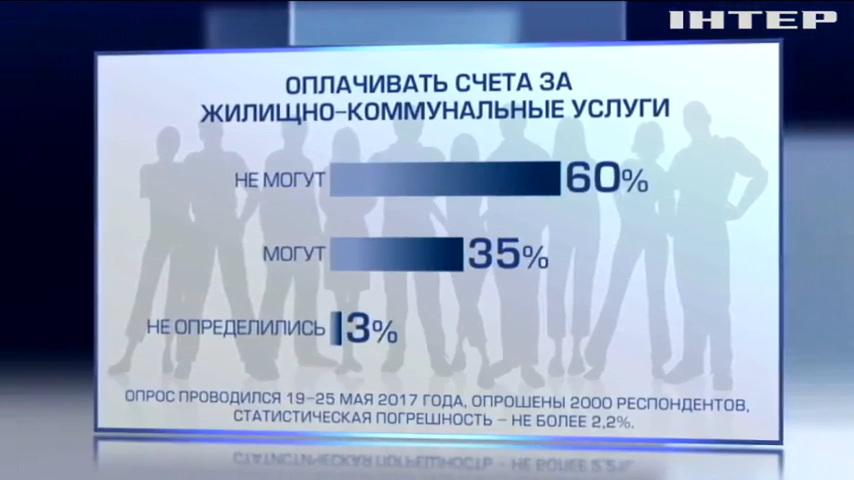 ІНТЕР
ОПЛАЧИВАТЬ СЧЕТА ЗА
ЖИЛИЩНО-КОММУНАЛЬНЫЕ УСЛУГИ
НЕ МОГУТ 60%
МОГУТ 35%
НЕ ОПРЕДЕЛИЛИСЬ 3%
ОПРОС ПРОВОДИЛСЯ 19-25 МАЯ 2017 ГОДА, ОПРОШЕНЫ 2000 РЕСПОНДЕНТОВ,
СТАТИСТИЧЕСКАЯ ПОГРЕШНОСТЬ - НЕ БОЛЕЕ 2,2%.